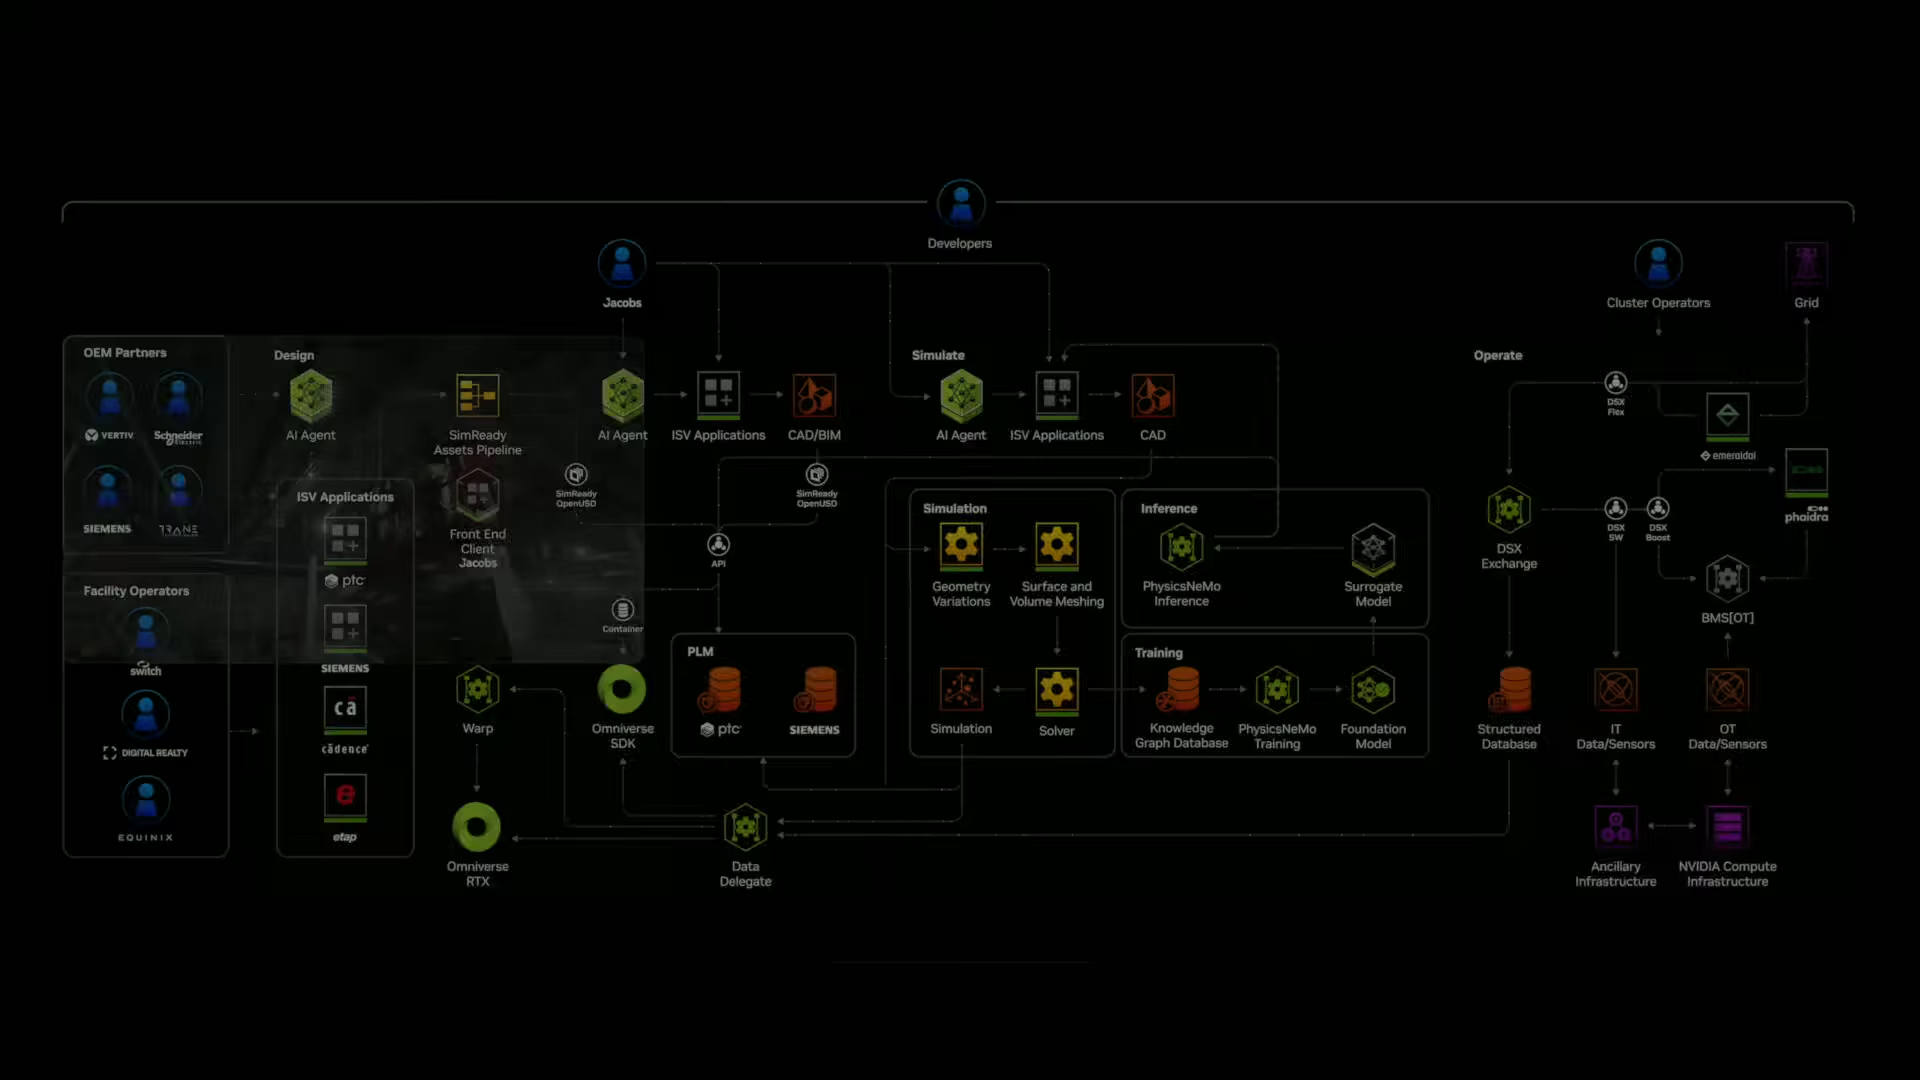 Developers
Jacobs
Cluster Operators
Grid
OEM Partners
VERTIV
Schneider
Electric
SIEMENS
TRANE
Facility Operators
switch
DIGITAL REALTY
EQUINIX
Design
AI Agent
SimReady
Assets Pipeline
ISV Applications
ptc
SIEMENS
cādence
etap
Front End
Client
Jacobs
SimReady
OpenUSD
AI Agent
ISV Applications
CAD/BIM
SimReady
OpenUSD
API
Container
Warp
Omniverse
SDK
Omniverse
RTX
PLM
ptc
SIEMENS
Data
Delegate
Simulate
AI Agent
ISV Applications
CAD
Simulation
Geometry
Variations
Surface and
Volume Meshing
Simulation
Solver
Inference
PhysicsNeMo
Inference
Surrogate
Model
Training
Knowledge
Graph Database
PhysicsNeMo
Training
Foundation
Model
Operate
DSX
Flex
emeraldai
DSX
Exchange
DSX
SW
DSX
Boost
phaidra
BMS[OT]
Structured
Database
IT
Data/Sensors
OT
Data/Sensors
Ancillary
Infrastructure
NVIDIA Compute
Infrastructure